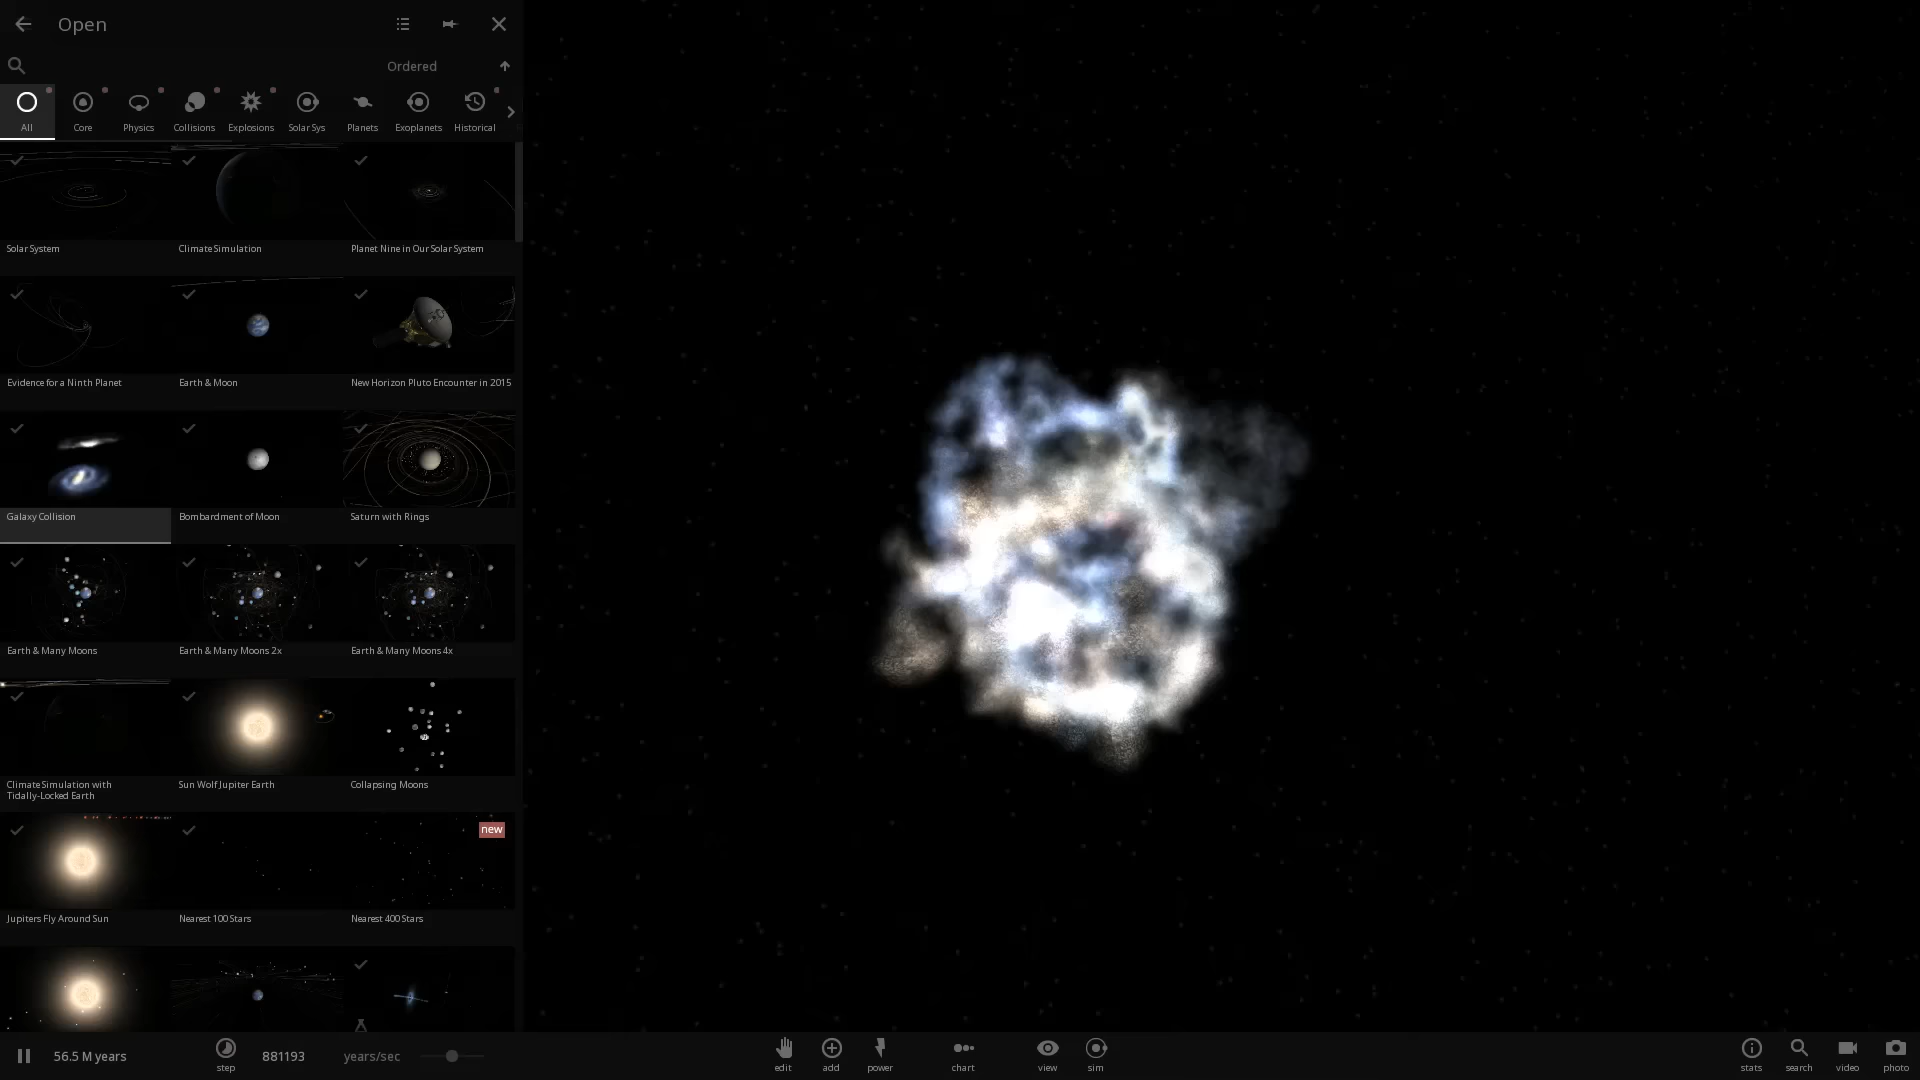 Open
Ordered
All
Core
Physics
Collisions
Explosions
Solar Sys
Planets
Exoplanets
Historical
Solar System
Climate Simulation
Planet Nine in Our Solar System
Evidence for a Ninth Planet
Earth & Moon
New Horizon Pluto Encounter in 2015
Galaxy Collision
Bombardment of Moon
Saturn with Rings
Earth & Many Moons
Earth & Many Moons 2x
Earth & Many Moons 4x
Climate Simulation with
Tidally-Locked Earth
Sun Wolf Jupiter Earth
Collapsing Moons
new
Jupiters Fly Around Sun
Nearest 100 Stars
Nearest 400 Stars
56.5 M years
step
881193
years/sec
edit
add
power
chart
view
sim
stats
search
video
photo